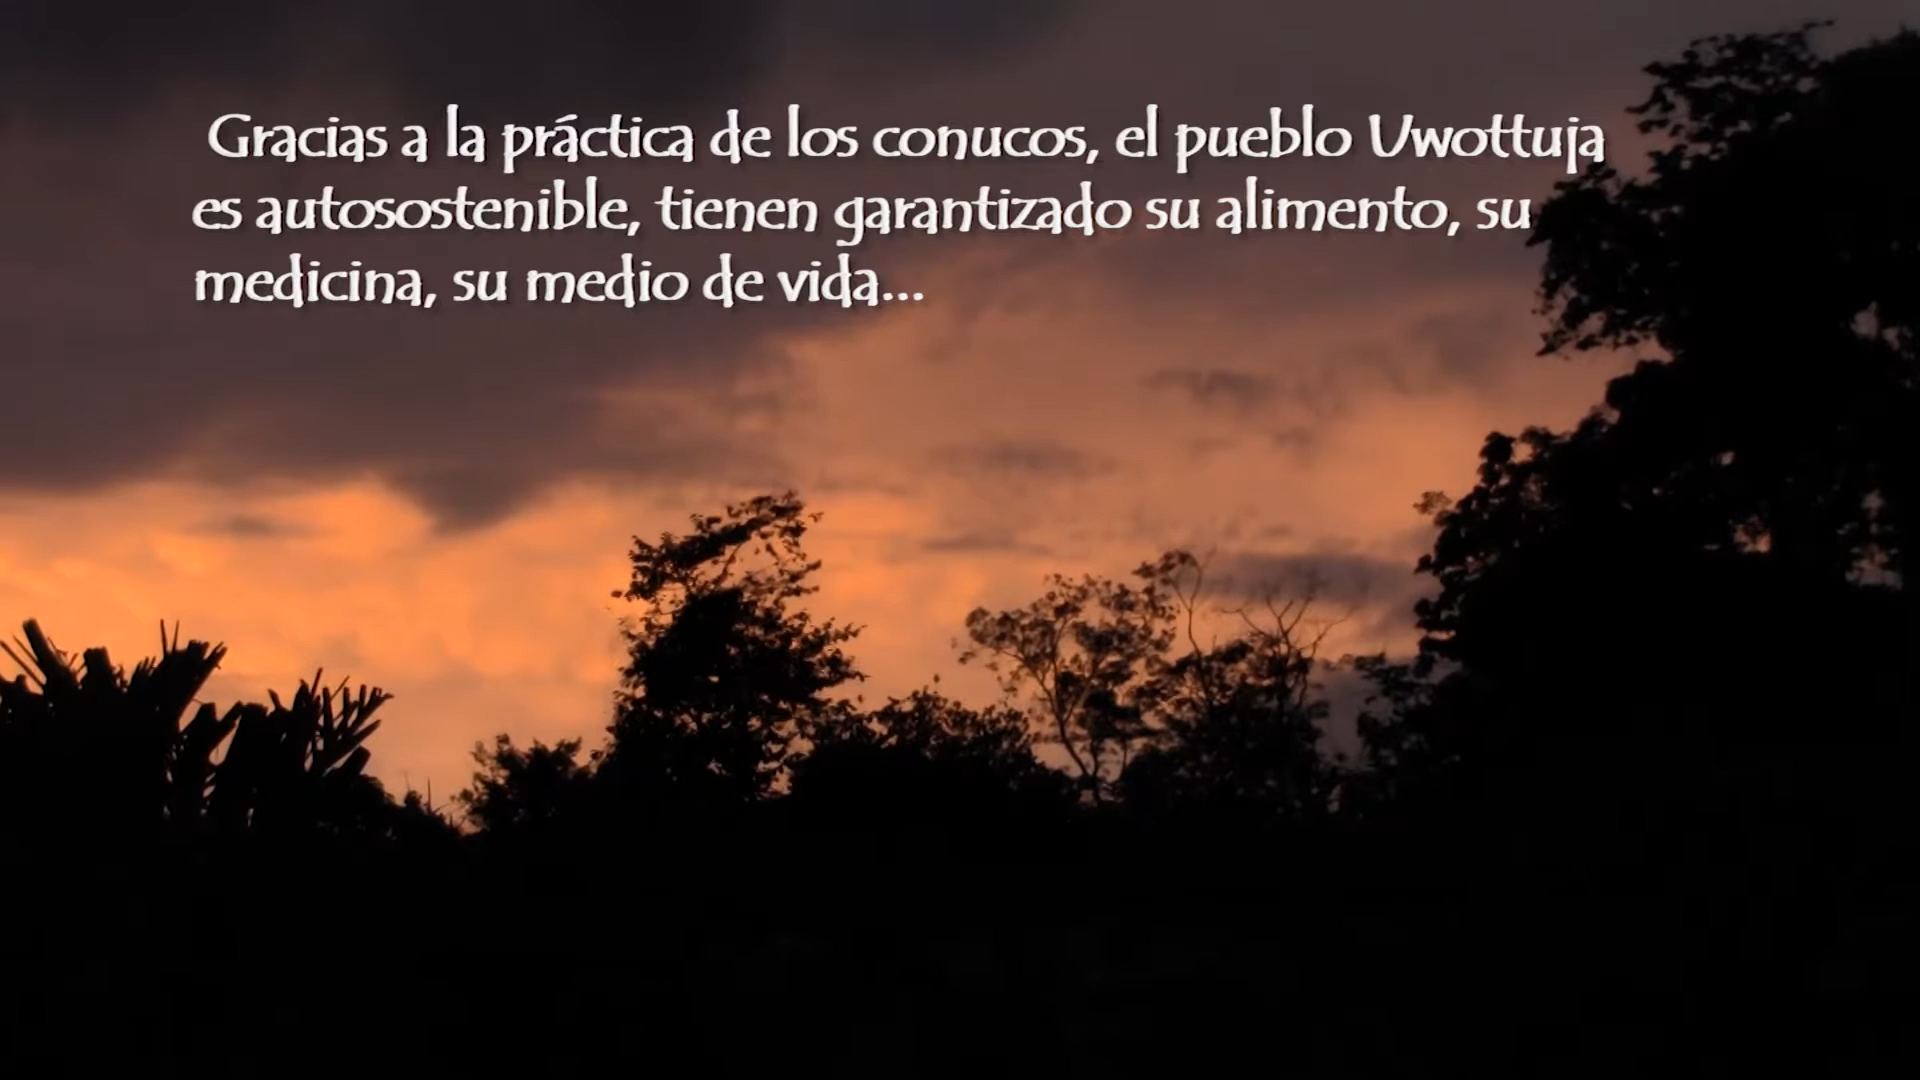 Gracias a la práctica de los conucos, el pueblo Uwottuja
es autosostenible, tienen garantizado su alimento, su
medicina, su medio de vida...